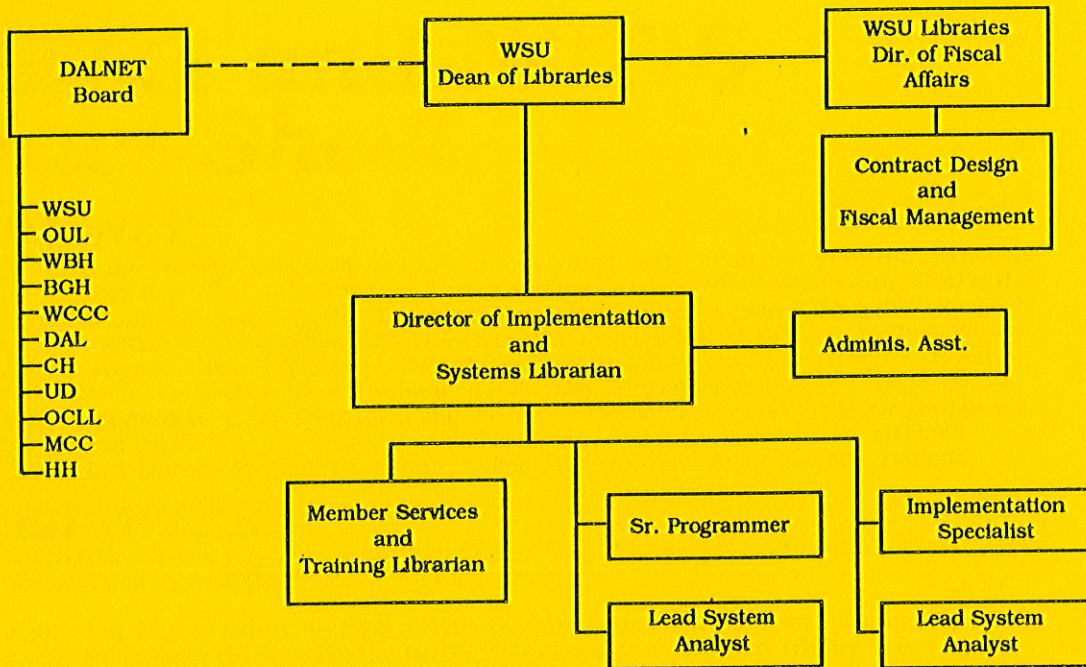 DALNET
Board
WSU
Dean of Libraries
WSU Libraries
Dir. of Fiscal
Affairs
Contract Design
and
Fiscal Management
WSU
OUL
WBH
BGH
WCCC
DAL
CH
UD
OCLL
MCC
HH
Director of Implementation
and
Systems Librarian
Adminis. Asst.
Member Services
and
Training Librarian
Sr. Programmer
Implementation
Specialist
Lead System
Analyst
Lead System
Analyst